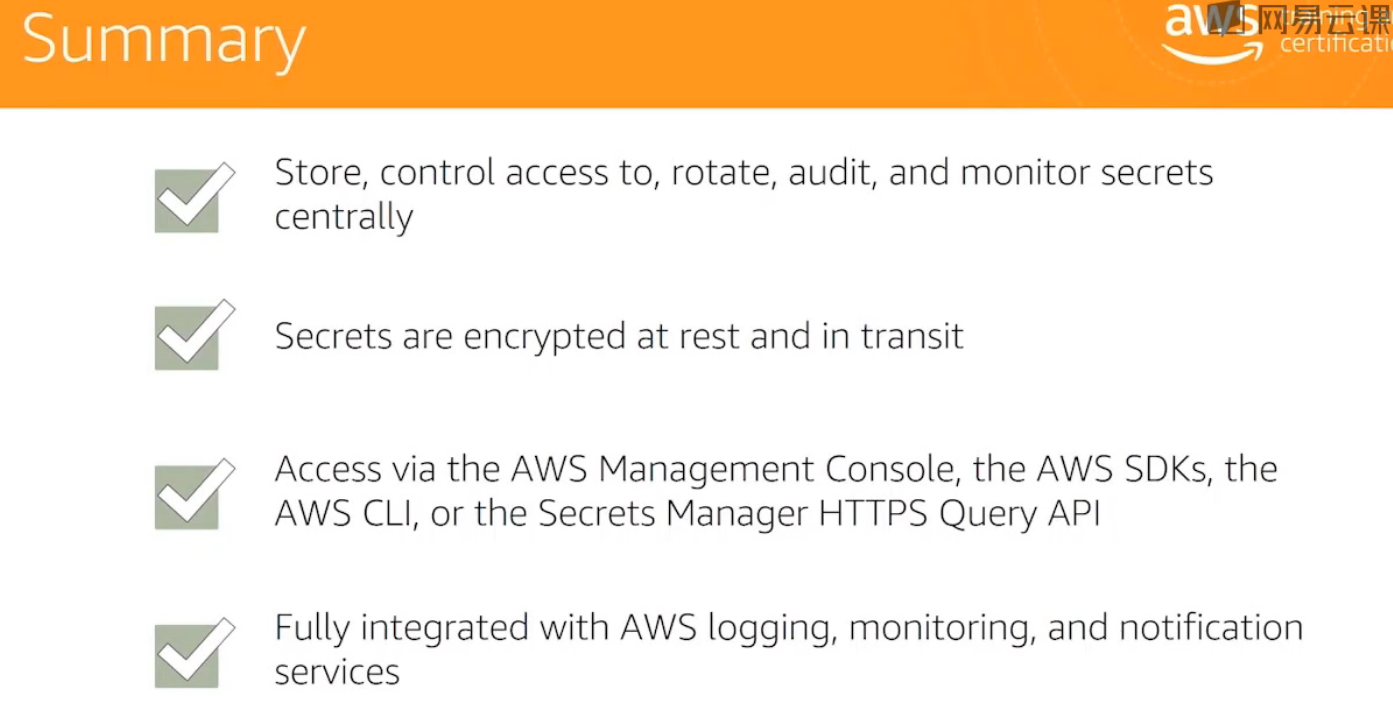 Summary
aws
网易云课
certificati
Store, control access to, rotate, audit, and monitor secrets
centrally
Secrets are encrypted at rest and in transit
Access via the AWS Management Console, the AWS SDKs, the
AWS CLI, or the Secrets Manager HTTPS Query API
Fully integrated with AWS logging, monitoring, and notification
services